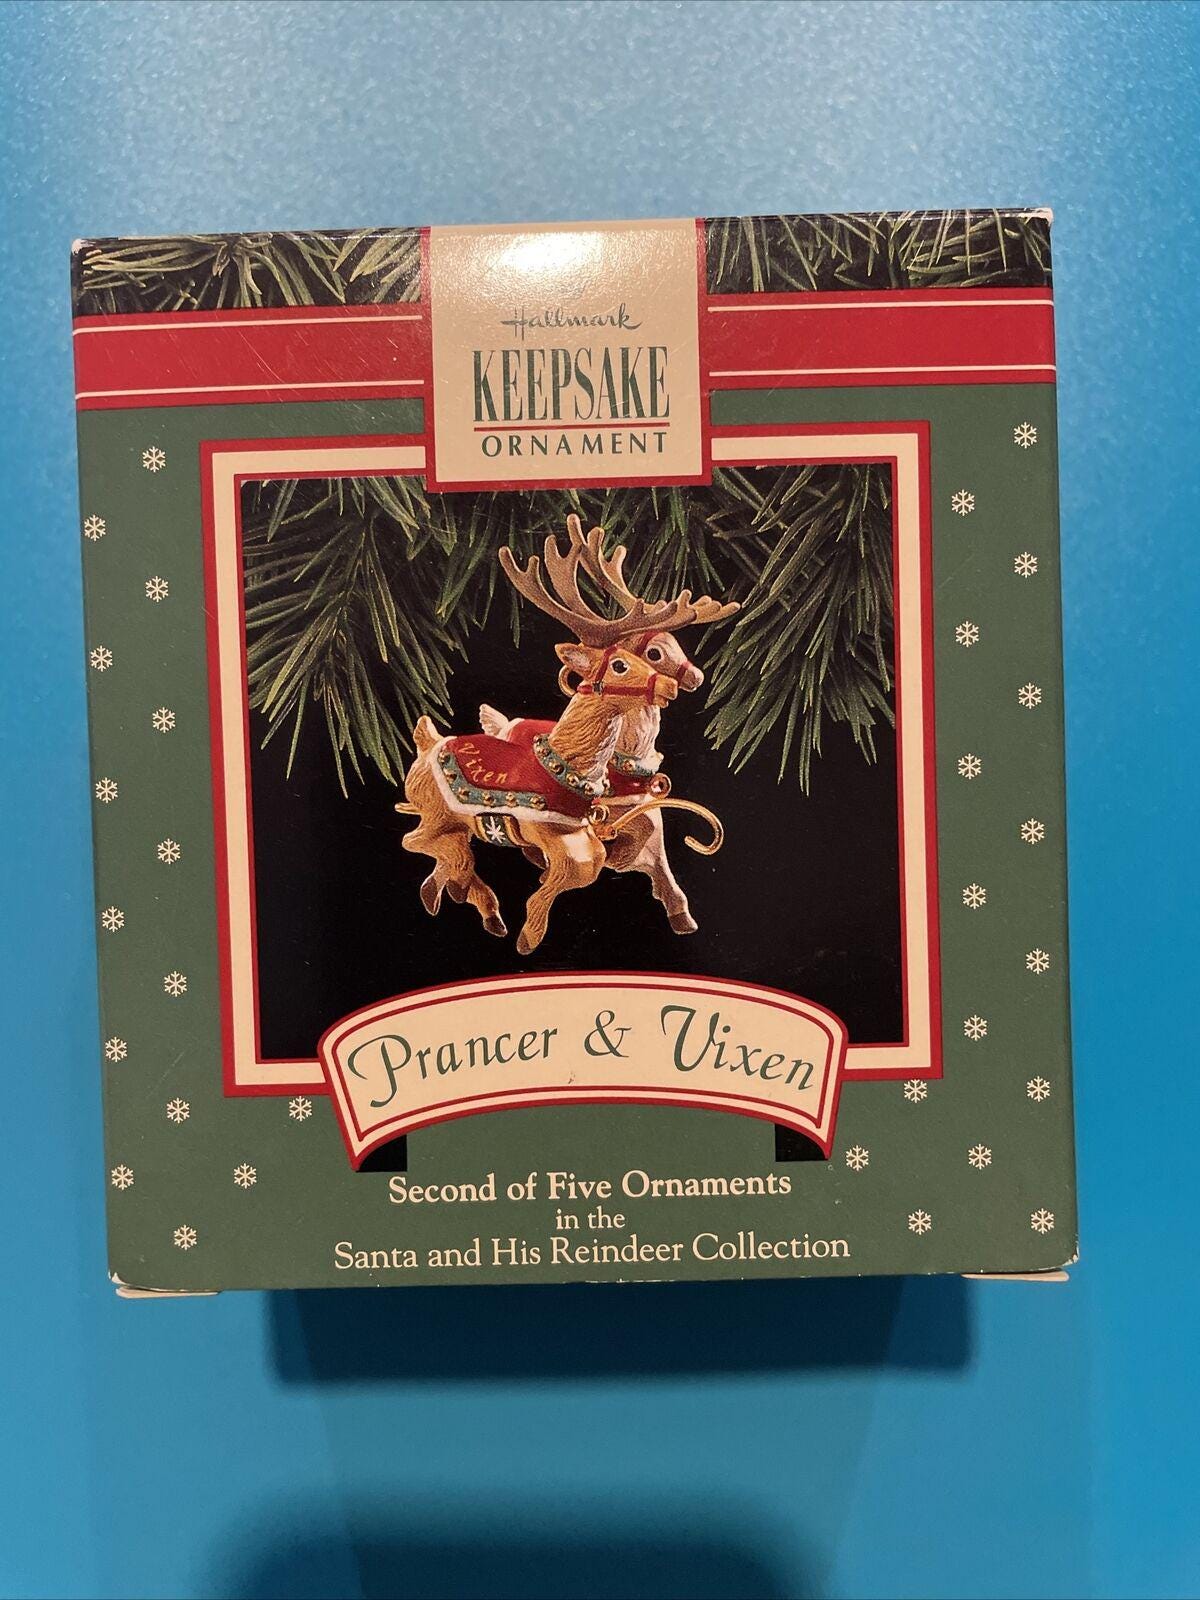 Hallmark
KEEPSAKE
ORNAMENT
Vixen
Prancer & Vixen
Second of Five Ornaments
in the
Santa and His Reindeer Collection